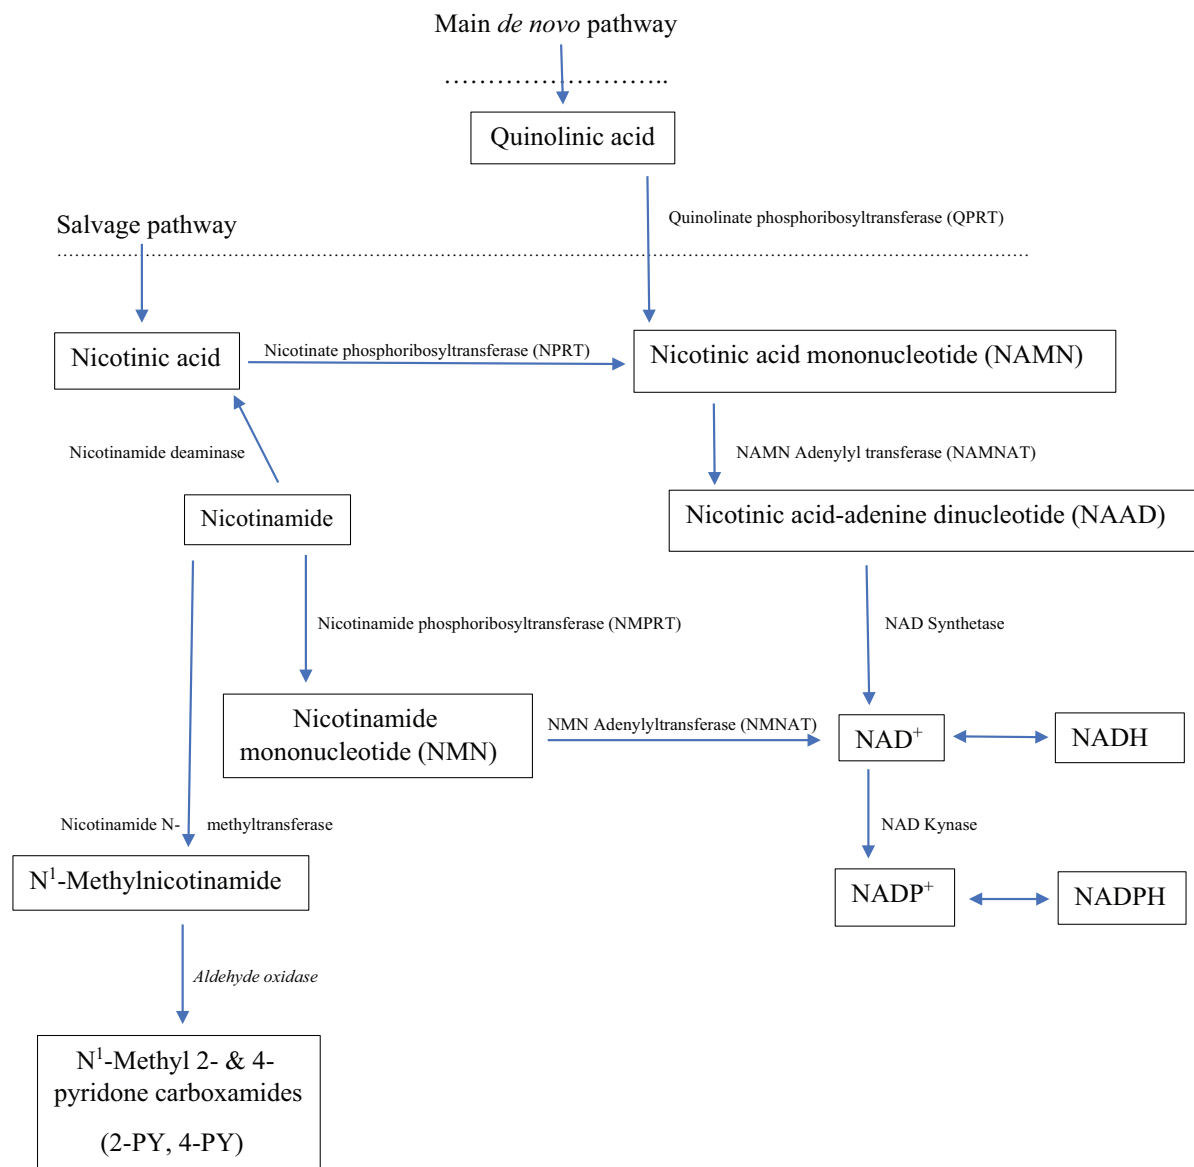 Main de novo pathway
……………………..
Quinolinic acid
Quinolinate phosphoribosyltransferase (QPRT)
Salvage pathway
Nicotinic acid
Nicotinate phosphoribosyltransferase (NPRT)
Nicotinic acid mononucleotide (NAMN)
Nicotinamide deaminase
NAMN Adenylyl transferase (NAMNAT)
Nicotinamide
Nicotinic acid-adenine dinucleotide (NAAD)
Nicotinamide phosphoribosyltransferase (NMPRT)
NAD Synthetase
Nicotinamide
mononucleotide (NMN)
NMN Adenylyltransferase (NMNAT)
NAD⁺
NADH
Nicotinamide N- methyltransferase
NAD Kynase
N¹-Methylnicotinamide
NADP⁺
NADPH
Aldehyde oxidase
N¹-Methyl 2- & 4-
pyridone carboxamides
(2-PY, 4-PY)